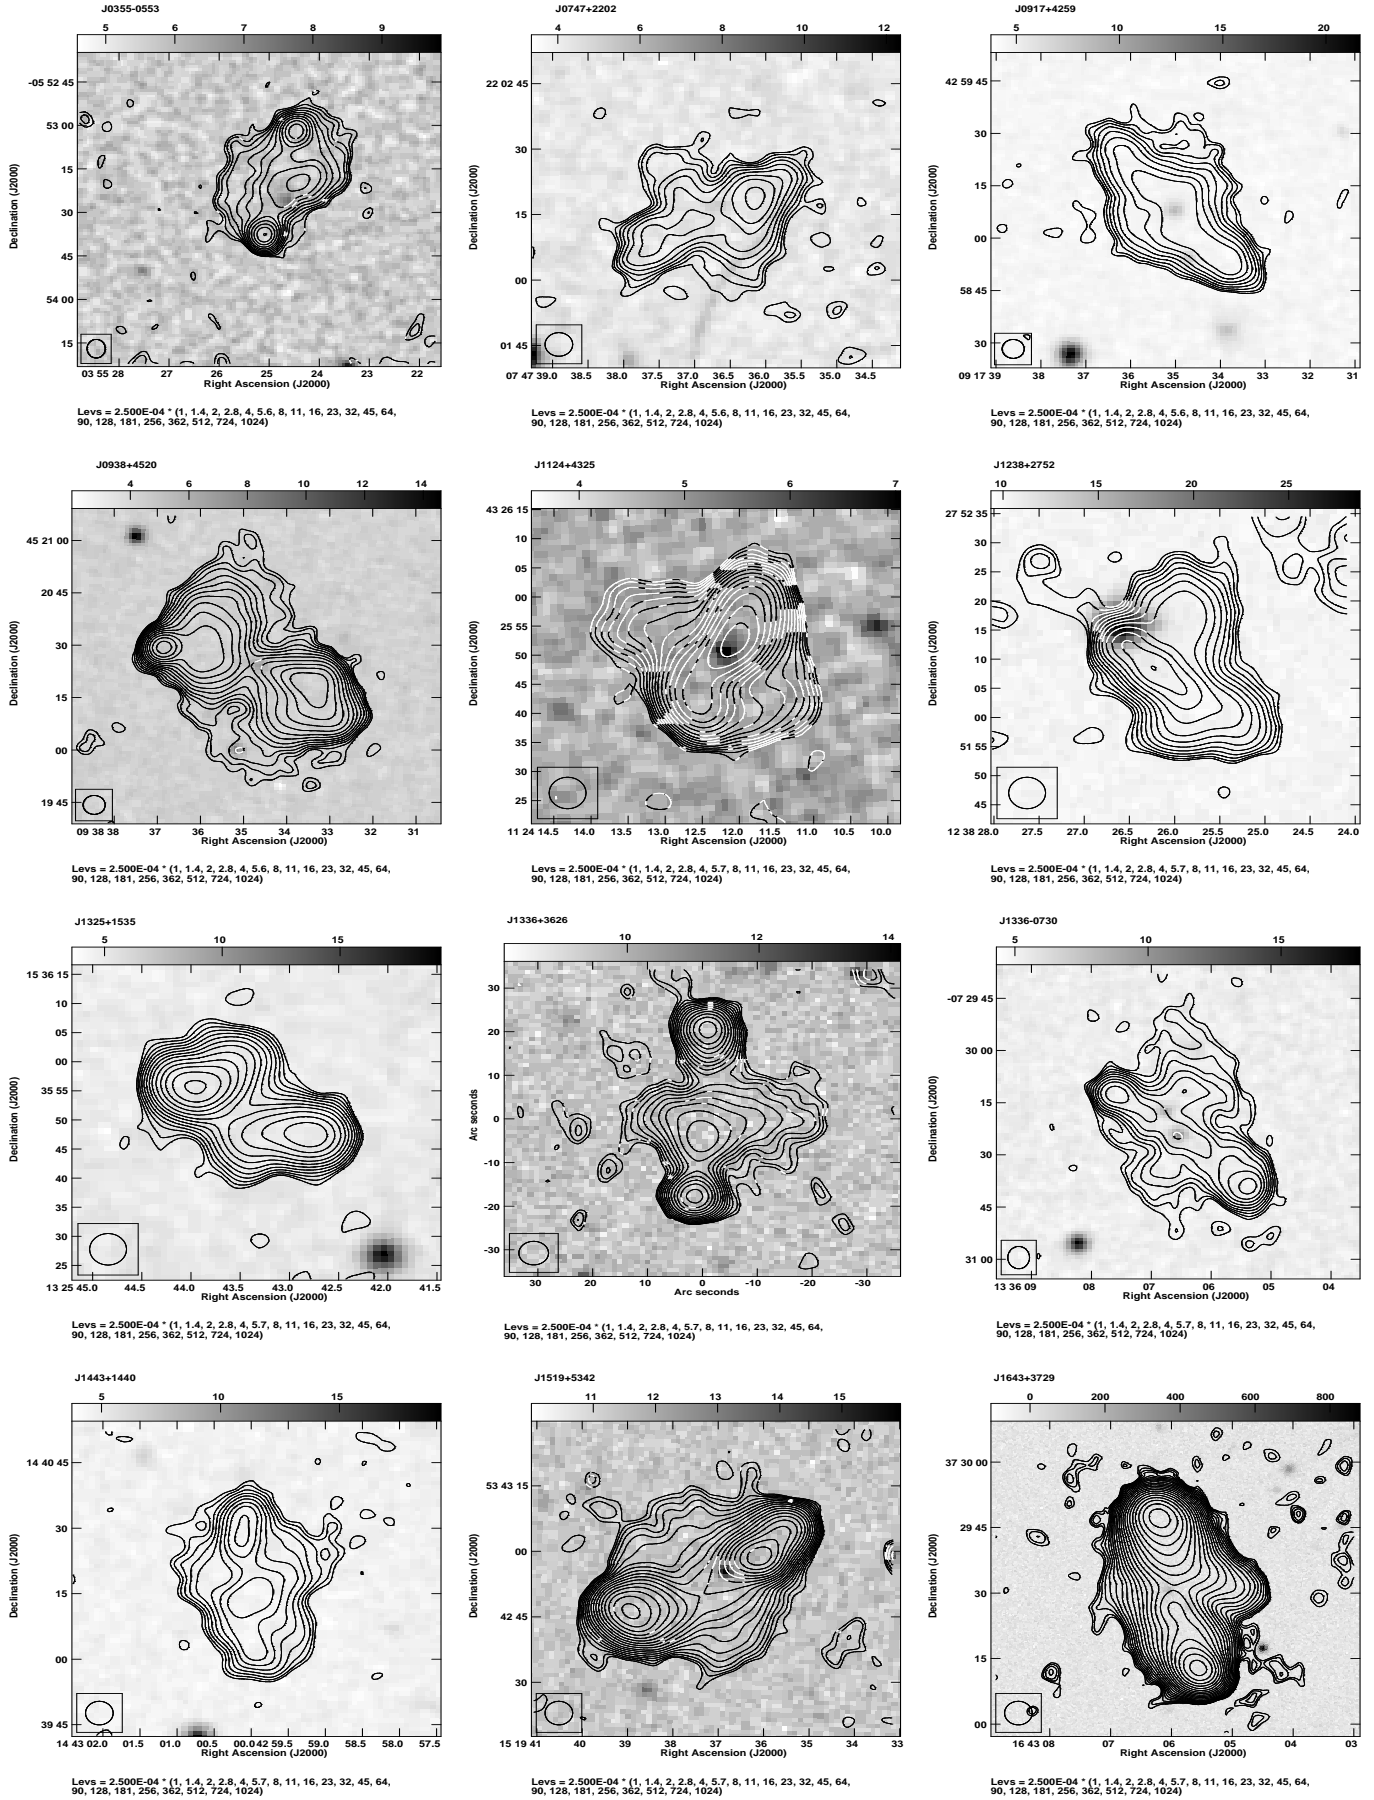 J0355-0553
5 6 7 8 9
Declination (J2000)
-05 52 45
53 00
15
30
45
54 00
15
03 55 28 27 26 25 24 23 22
Right Ascension (J2000)
Levs = 2.500E-04 * (1, 1.4, 2, 2.8, 4, 5.6, 8, 11, 16, 23, 32, 45, 64,
90, 128, 181, 256, 362, 512, 724, 1024)
J0747+2202
4 6 8 10 12
Declination (J2000)
22 02 45
30
15
00
01 45
07 47 39.0 38.5 38.0 37.5 37.0 36.5 36.0 35.5 35.0 34.5
Right Ascension (J2000)
Levs = 2.500E-04 * (1, 1.4, 2, 2.8, 4, 5.6, 8, 11, 16, 23, 32, 45, 64,
90, 128, 181, 256, 362, 512, 724, 1024)
J0917+4259
5 10 15 20
Declination (J2000)
42 59 45
30
15
00
58 45
30
09 17 39 38 37 36 35 34 33 32 31
Right Ascension (J2000)
Levs = 2.500E-04 * (1, 1.4, 2, 2.8, 4, 5.6, 8, 11, 16, 23, 32, 45, 64,
90, 128, 181, 256, 362, 512, 724, 1024)
J0938+4520
4 6 8 10 12 14
Declination (J2000)
45 21 00
20 45
30
15
00
19 45
09 38 38 37 36 35 34 33 32 31
Right Ascension (J2000)
Levs = 2.500E-04 * (1, 1.4, 2, 2.8, 4, 5.6, 8, 11, 16, 23, 32, 45, 64,
90, 128, 181, 256, 362, 512, 724, 1024)
J1124+4325
4 5 6 7
Declination (J2000)
43 26 15
10
05
00
25 55
50
45
40
35
30
25
11 24 14.5 14.0 13.5 13.0 12.5 12.0 11.5 11.0 10.5 10.0
Right Ascension (J2000)
Levs = 2.500E-04 * (1, 1.4, 2, 2.8, 4, 5.7, 8, 11, 16, 23, 32, 45, 64,
90, 128, 181, 256, 362, 512, 724, 1024)
J1238+2752
10 15 20 25
Declination (J2000)
27 52 35
30
25
20
15
10
05
00
51 55
50
45
12 38 28.0 27.5 27.0 26.5 26.0 25.5 25.0 24.5 24.0
Right Ascension (J2000)
Levs = 2.500E-04 * (1, 1.4, 2, 2.8, 4, 5.7, 8, 11, 16, 23, 32, 45, 64,
90, 128, 181, 256, 362, 512, 724, 1024)
J1325+1535
5 10 15
Declination (J2000)
15 36 15
10
05
00
35 55
50
45
40
35
30
25
13 25 45.0 44.5 44.0 43.5 43.0 42.5 42.0 41.5
Right Ascension (J2000)
Levs = 2.500E-04 * (1, 1.4, 2, 2.8, 4, 5.7, 8, 11, 16, 23, 32, 45, 64,
90, 128, 181, 256, 362, 512, 724, 1024)
J1336+3626
10 12 14
Arc seconds
30
20
10
0
-10
-20
-30
30 20 10 0 -10 -20 -30
Arc seconds
Levs = 2.500E-04 * (1, 1.4, 2, 2.8, 4, 5.7, 8, 11, 16, 23, 32, 45, 64,
90, 128, 181, 256, 362, 512, 724, 1024)
J1336-0730
5 10 15
Declination (J2000)
-07 29 45
30 00
15
30
45
31 00
13 36 09 08 07 06 05 04
Right Ascension (J2000)
Levs = 2.500E-04 * (1, 1.4, 2, 2.8, 4, 5.7, 8, 11, 16, 23, 32, 45, 64,
90, 128, 181, 256, 362, 512, 724, 1024)
J1443+1440
5 10 15
Declination (J2000)
14 40 45
30
15
00
39 45
14 43 02.0 01.5 01.0 00.5 00.0 42 59.5 59.0 58.5 58.0 57.5
Right Ascension (J2000)
Levs = 2.500E-04 * (1, 1.4, 2, 2.8, 4, 5.7, 8, 11, 16, 23, 32, 45, 64,
90, 128, 181, 256, 362, 512, 724, 1024)
J1519+5342
11 12 13 14 15
Declination (J2000)
53 43 15
00
42 45
30
15 19 41 40 39 38 37 36 35 34 33
Right Ascension (J2000)
Levs = 2.500E-04 * (1, 1.4, 2, 2.8, 4, 5.7, 8, 11, 16, 23, 32, 45, 64,
90, 128, 181, 256, 362, 512, 724, 1024)
J1643+3729
0 200 400 600 800
Declination (J2000)
37 30 00
29 45
30
15
00
16 43 08 07 06 05 04 03
Right Ascension (J2000)
Levs = 2.500E-04 * (1, 1.4, 2, 2.8, 4, 5.7, 8, 11, 16, 23, 32, 45, 64,
90, 128, 181, 256, 362, 512, 724, 1024)